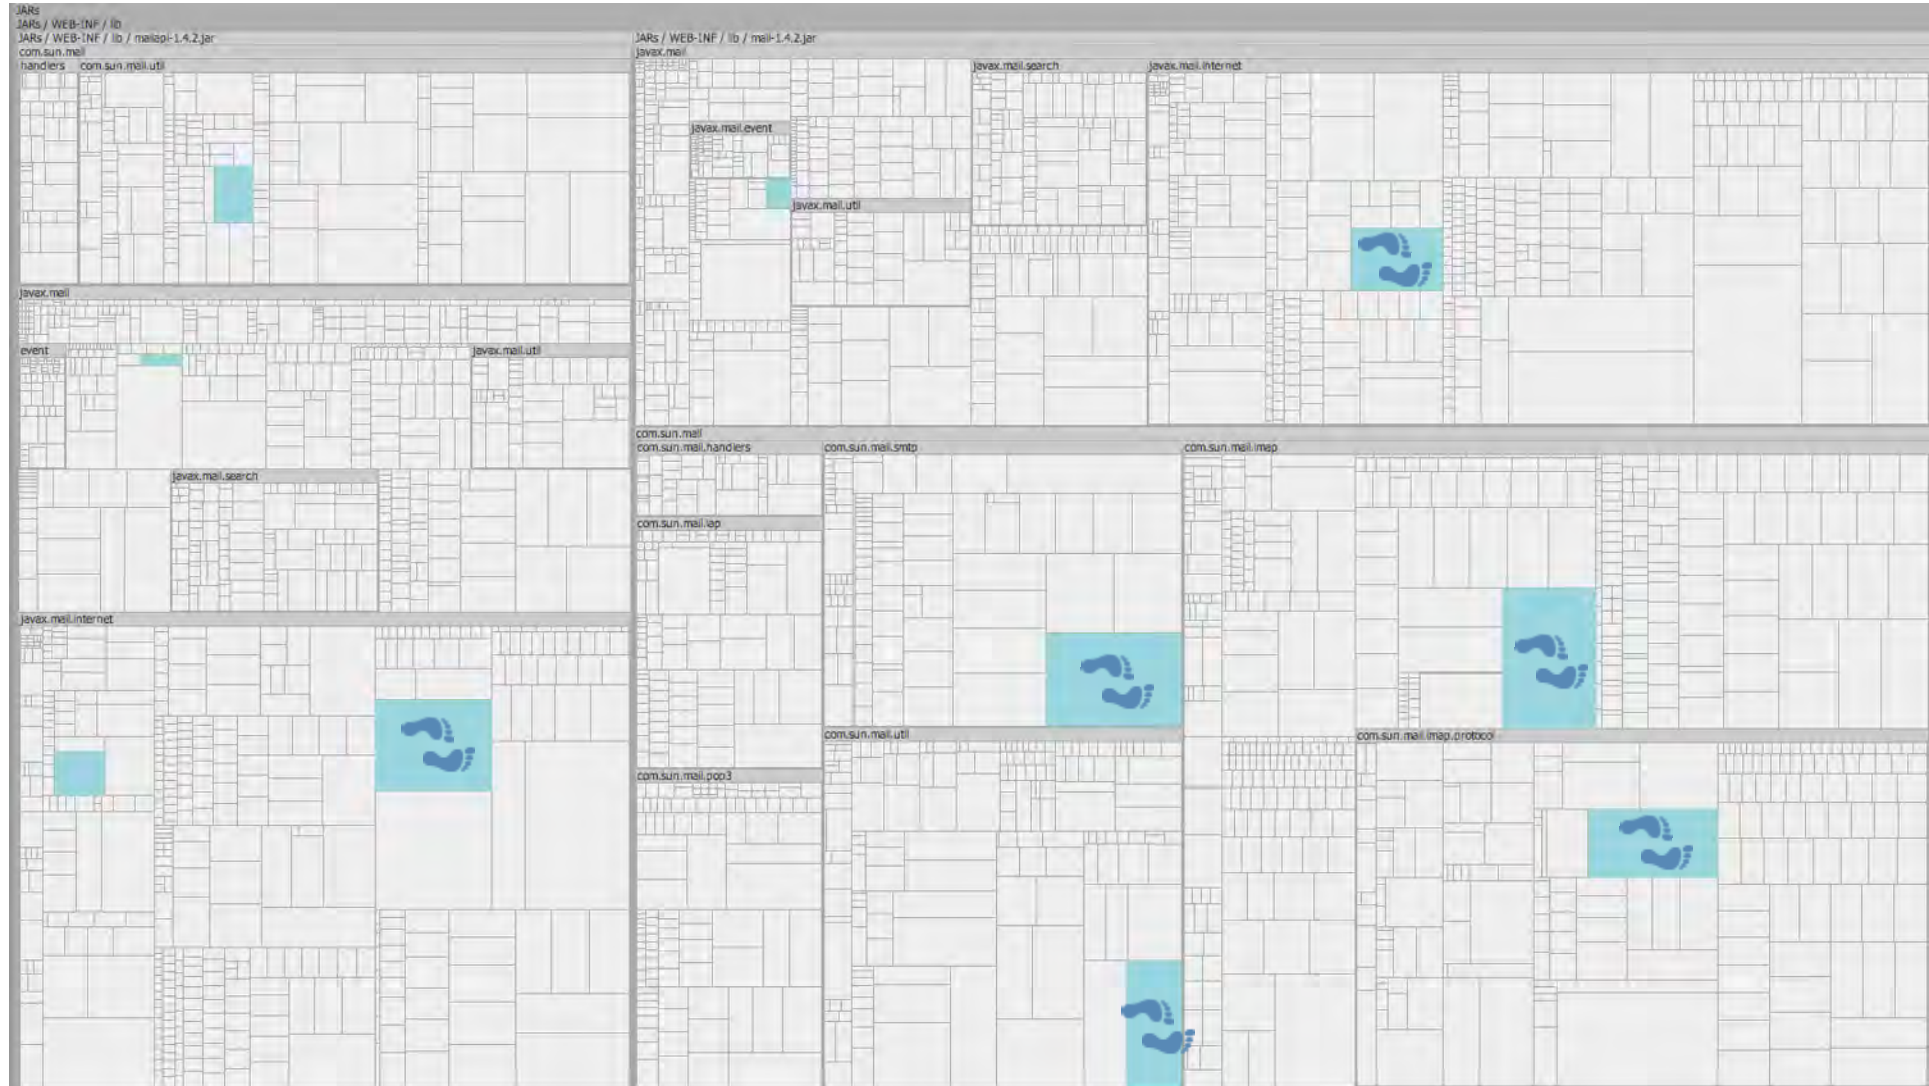 JARs
JARs / WEB-INF / lib
JARs / WEB-INF / lib / mailapi-1.4.2.jar
com.sun.mail
handlers
com.sun.mail.util
javax.mail
event
javax.mail.util
javax.mail.search
javax.mail.internet
JARs / WEB-INF / lib / mail-1.4.2.jar
javax.mail
javax.mail.search
javax.mail.internet
javax.mail.event
javax.mail.util
com.sun.mail
com.sun.mail.handlers
com.sun.mail.smtp
com.sun.mail.imap
com.sun.mail.iap
com.sun.mail.util
com.sun.mail.imap.protocol
com.sun.mail.pop3